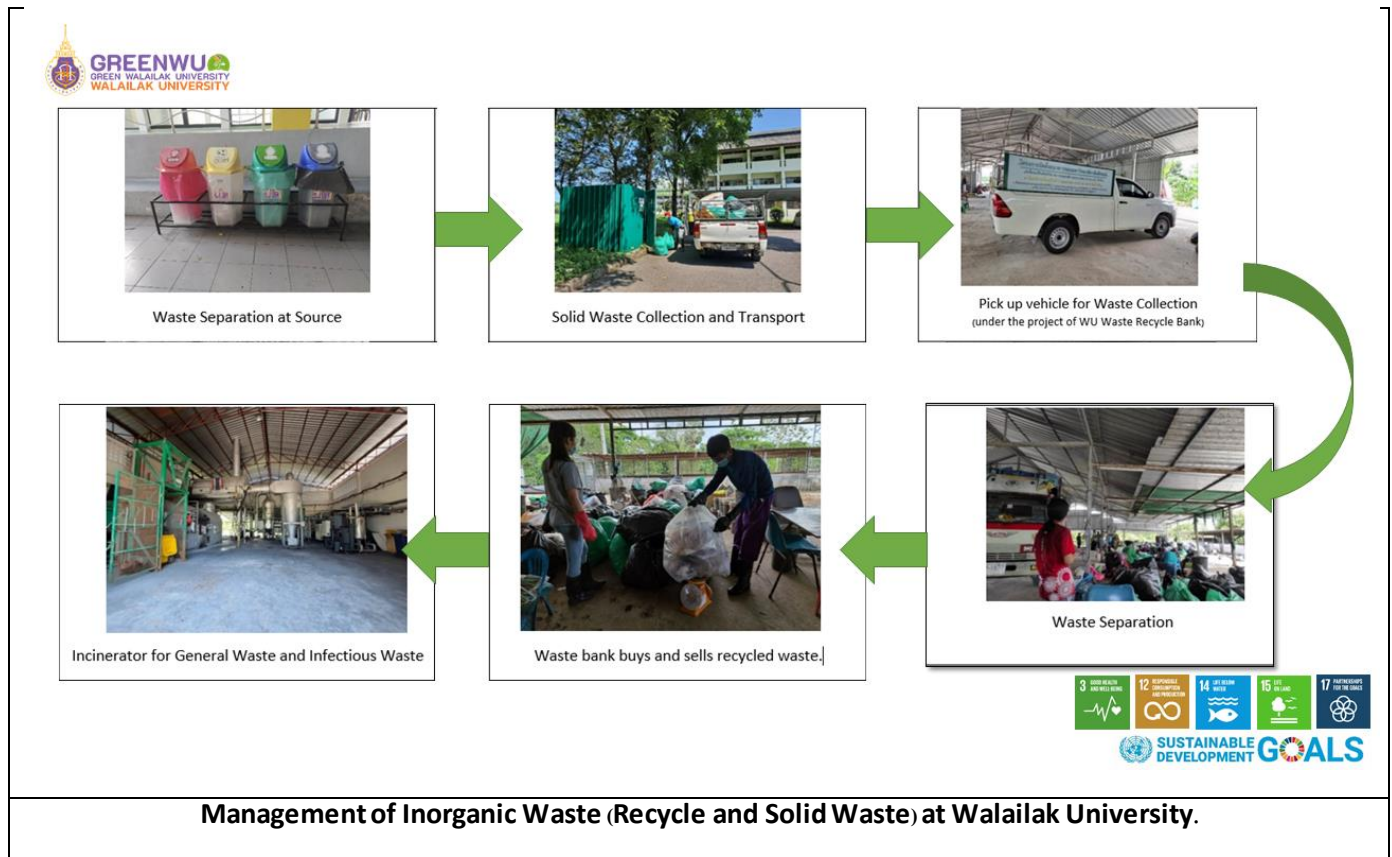 GREENWU
GREEN WALAILAK UNIVERSITY
WALAILAK UNIVERSITY
Waste Separation at Source
Solid Waste Collection and Transport
Pick up vehicle for Waste Collection
(under the project of WU Waste Recycle Bank)
Waste Separation
Waste bank buys and sells recycled waste.
Incinerator for General Waste and Infectious Waste
3 GOOD HEALTH
AND WELL-BEING
12 RESPONSIBLE
CONSUMPTION
AND PRODUCTION
14 LIFE BELOW
WATER
15 LIFE
ON LAND
17 PARTNERSHIPS
FOR THE GOALS
SUSTAINABLE
DEVELOPMENT GOALS
Management of Inorganic Waste (Recycle and Solid Waste) at Walailak University.